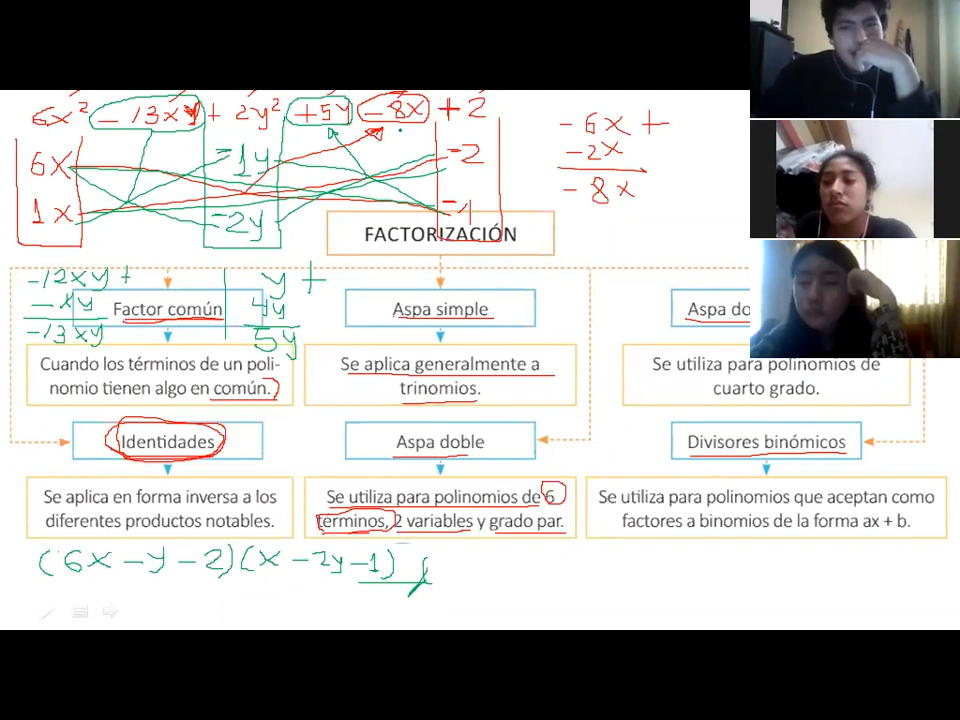 6x² - 13xy + 2y² + 5y - 8x + 2
6x -1y -2
1x -2y -1
-6x +
-2x
-8x
FACTORIZACIÓN
-12xy +
-xy
-13xy
y +
4y
5y
Factor común
Aspa simple
Aspa do
Cuando los términos de un poli-
nomio tienen algo en común.
Se aplica generalmente a
trinomios.
Se utiliza para polinomios de
cuarto grado.
Identidades
Aspa doble
Divisores binómicos
Se aplica en forma inversa a los
diferentes productos notables.
Se utiliza para polinomios de 6
términos, 2 variables y grado par.
Se utiliza para polinomios que aceptan como
factores a binomios de la forma ax + b.
(6x - y - 2)(x - 2y - 1)